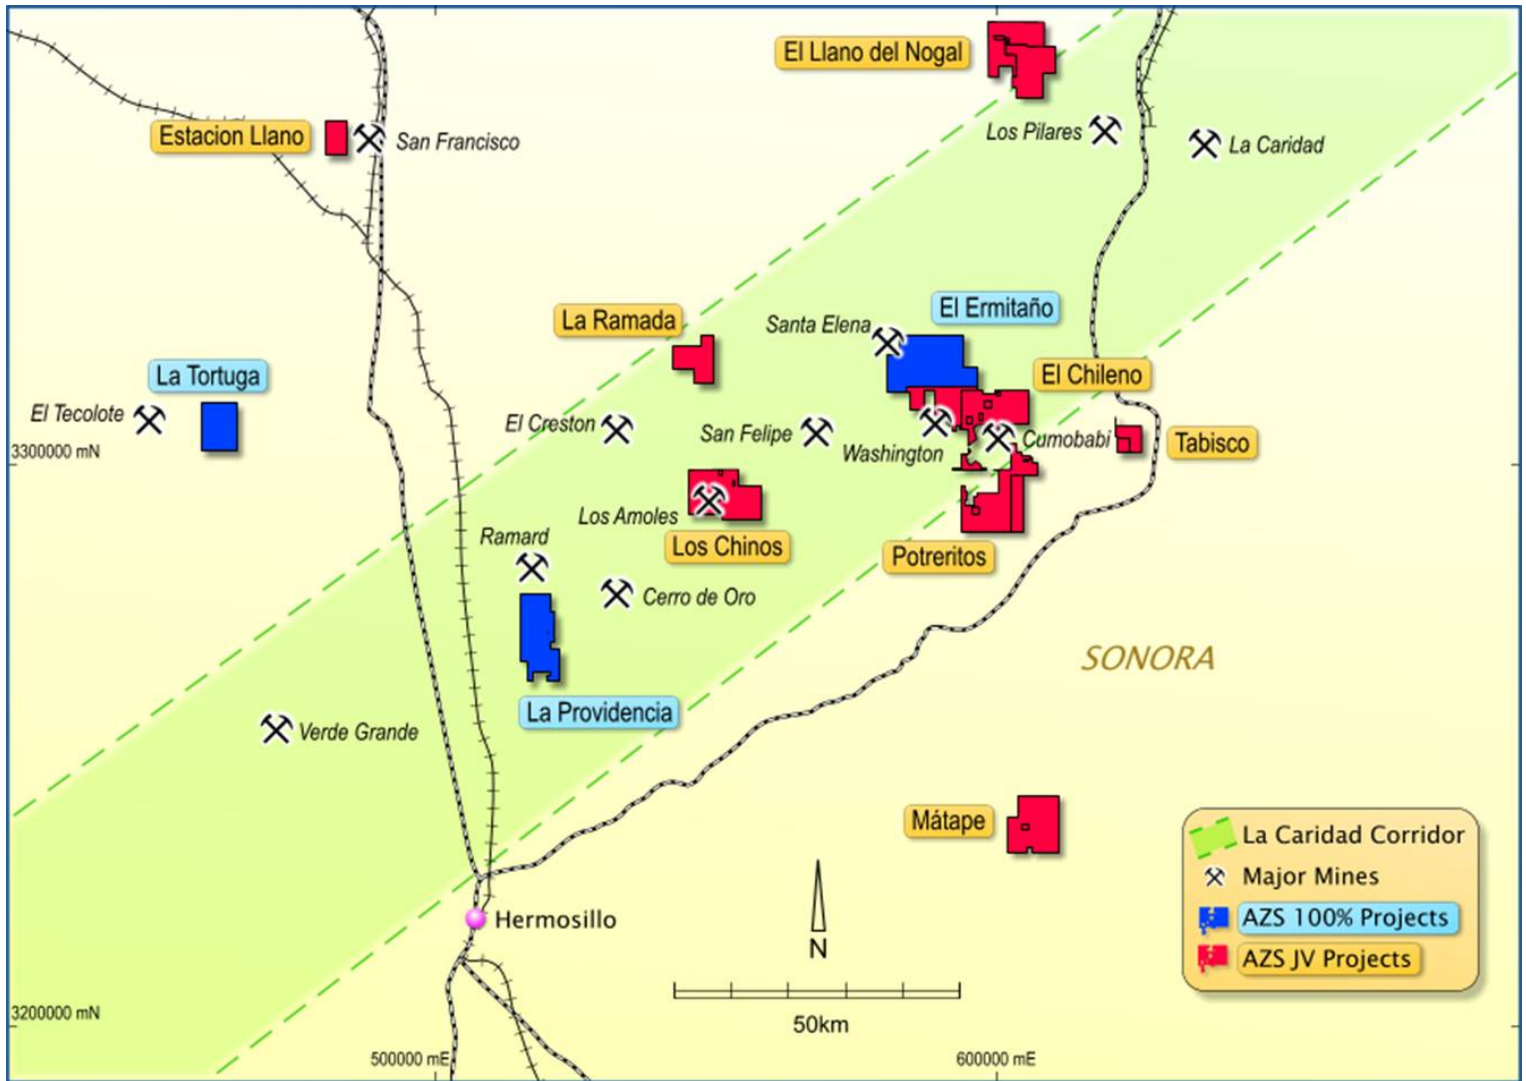 El Llano del Nogal
Estacion Llano
San Francisco
Los Pilares
La Caridad
El Ermitaño
La Ramada
Santa Elena
La Tortuga
El Chileno
El Tecolote
El Creston
San Felipe
Washington
Cumobabi
Tabisco
3300000 mN
Los Amoles
Los Chinos
Ramard
Potreritos
Cerro de Oro
SONORA
La Providencia
Verde Grande
Mátape
La Caridad Corridor
Major Mines
AZS 100% Projects
AZS JV Projects
Hermosillo
N
50km
3200000 mN
500000 mE
600000 mE